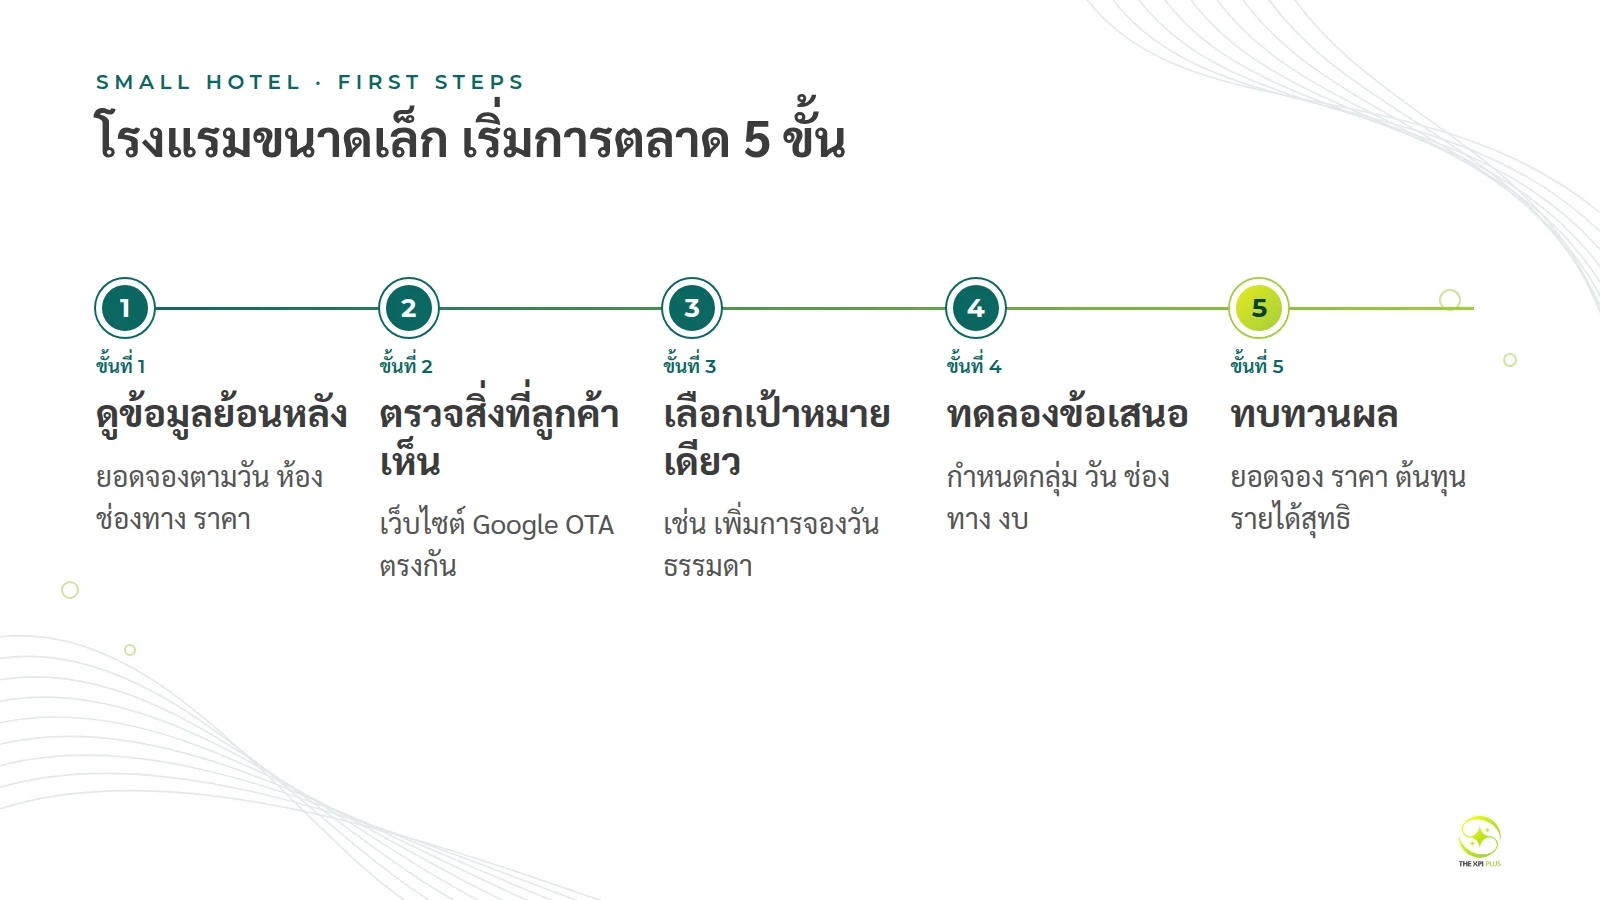 SMALL HOTEL · FIRST STEPS
โรงแรมขนาดเล็ก เริ่มการตลาด 5 ขั้น
1
ขั้นที่ 1
ดูข้อมูลย้อนหลัง
ยอดจองตามวัน ห้อง
ช่องทาง ราคา
2
ขั้นที่ 2
ตรวจสิ่งที่ลูกค้า
เห็น
เว็บไซต์ Google OTA
ตรงกัน
3
ขั้นที่ 3
เลือกเป้าหมาย
เดียว
เช่น เพิ่มการจองวัน
ธรรมดา
4
ขั้นที่ 4
ทดลองข้อเสนอ
กำหนดกลุ่ม วัน ช่อง
ทาง งบ
5
ขั้นที่ 5
ทบทวนผล
ยอดจอง ราคา ต้นทุน
รายได้สุทธิ
THE XPI PLUS